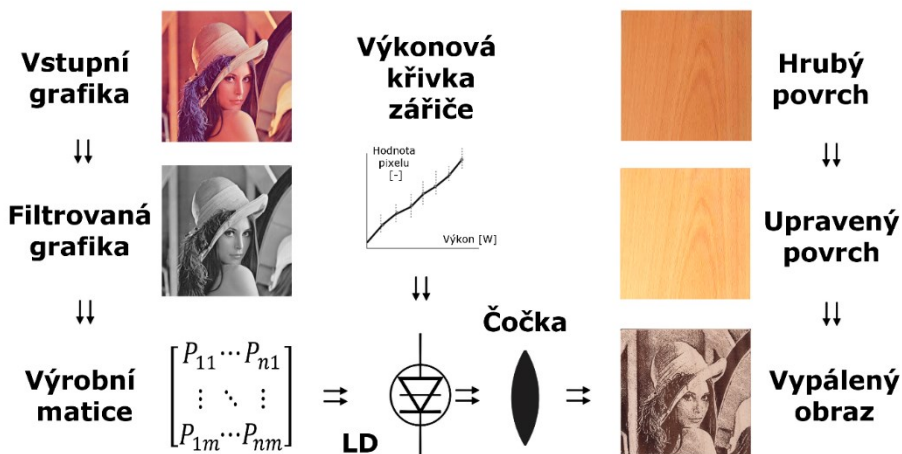 Vstupní
grafika
Filtrovaná
grafika
Výrobní
matice
P11 ⋯ Pn1
⋮ ⋱ ⋮
P1m ⋯ Pnm
Výkonová
křivka
zářiče
Hodnota
pixelu
[-]
Výkon [W]
LD
Čočka
Hrubý
povrch
Upravený
povrch
Vypálený
obraz